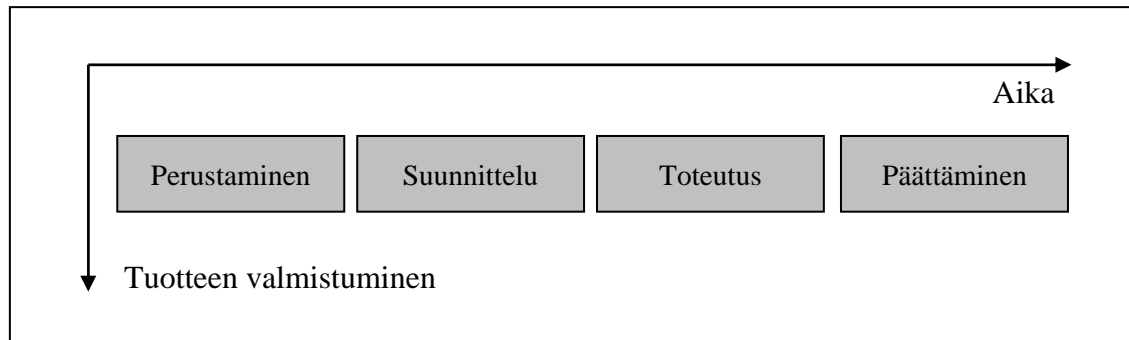 Aika
Perustaminen Suunnittelu Toteutus Päättäminen
Tuotteen valmistuminen